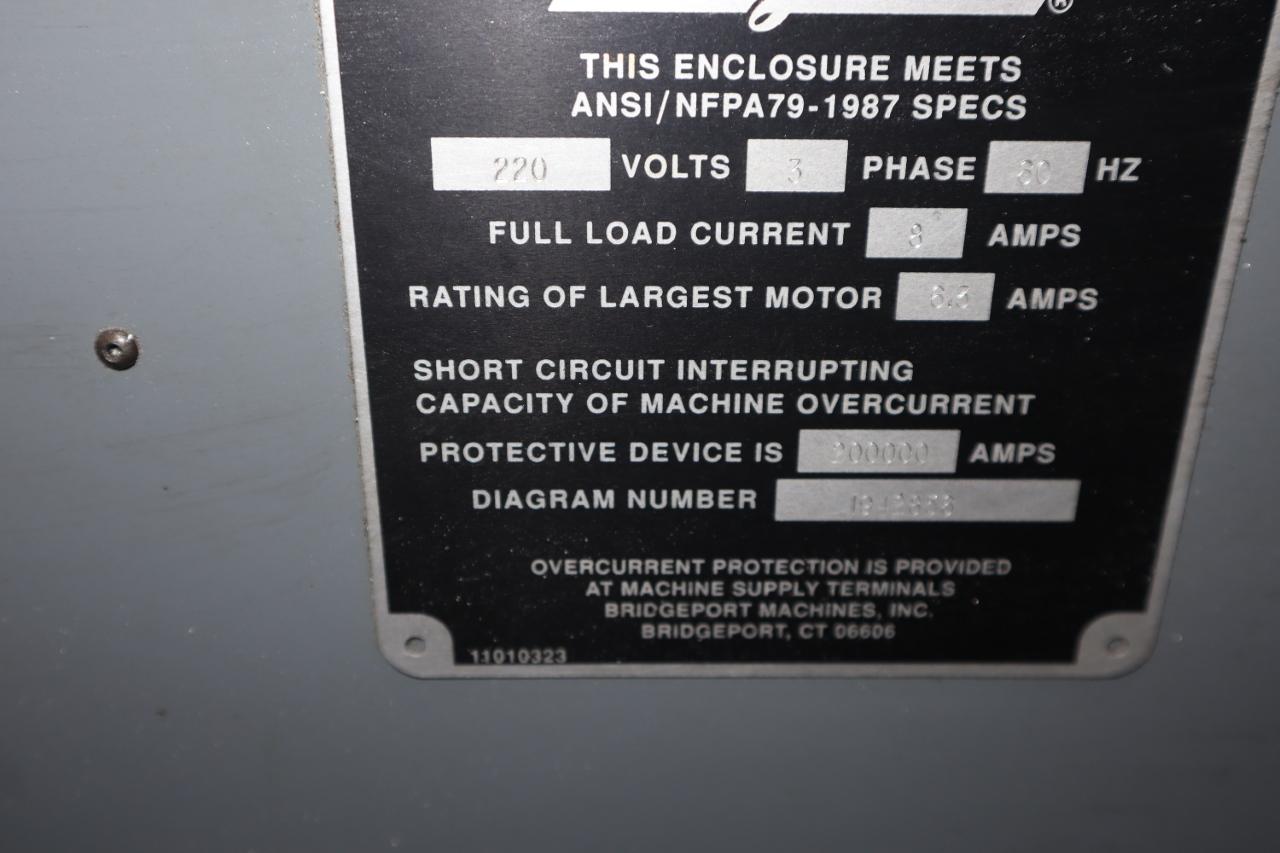 ®
THIS ENCLOSURE MEETS
ANSI/NFPA79-1987 SPECS
220 VOLTS 3 PHASE 60 HZ
FULL LOAD CURRENT 8 AMPS
RATING OF LARGEST MOTOR AMPS
SHORT CIRCUIT INTERRUPTING
CAPACITY OF MACHINE OVERCURRENT
PROTECTIVE DEVICE IS 200000 AMPS
DIAGRAM NUMBER
OVERCURRENT PROTECTION IS PROVIDED
AT MACHINE SUPPLY TERMINALS
BRIDGEPORT MACHINES, INC.
BRIDGEPORT, CT 06606
11010323